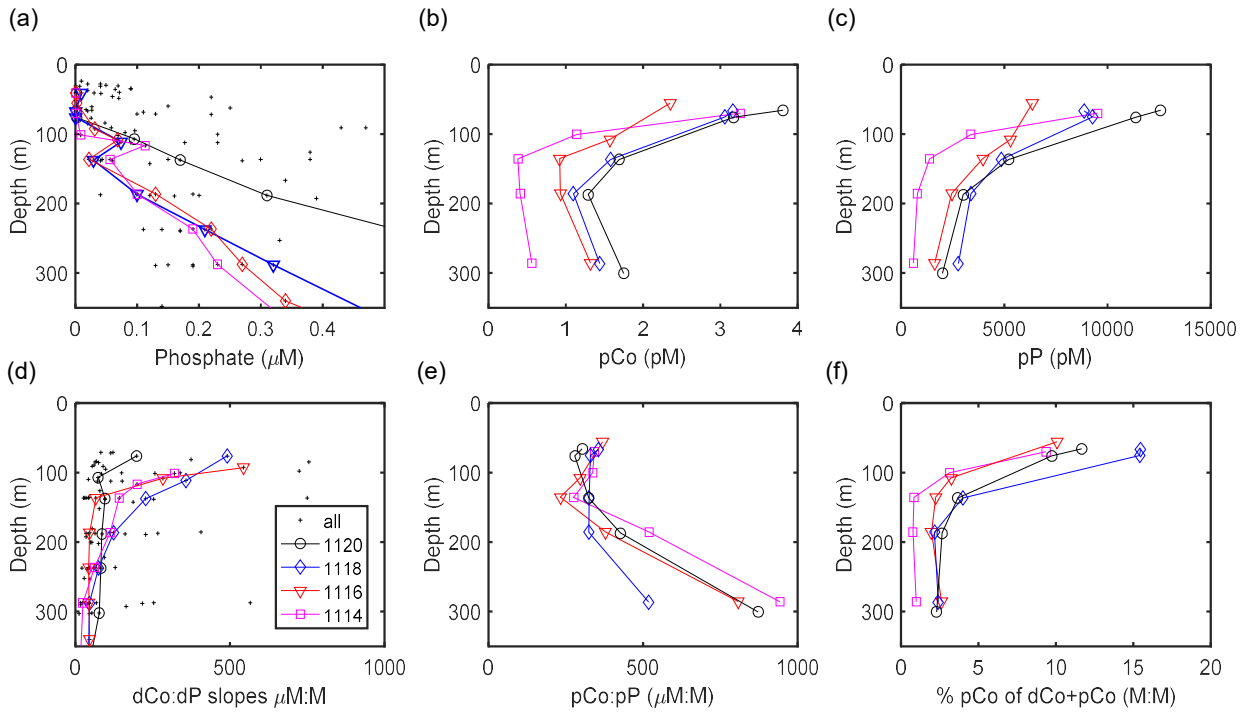 (a)
0
100
200
300
Depth (m)
0 0.1 0.2 0.3 0.4
Phosphate (μM)
(b)
0
100
200
300
Depth (m)
0 1 2 3 4
pCo (pM)
(c)
0
100
200
300
Depth (m)
0 5000 10000 15000
pP (pM)
(d)
0
100
200
300
Depth (m)
all
1120
1118
1116
1114
0 500 1000
dCo:dP slopes μM:M
(e)
0
100
200
300
Depth (m)
0 500 1000
pCo:pP (μM:M)
(f)
0
100
200
300
Depth (m)
0 5 10 15 20
% pCo of dCo+pCo (M:M)